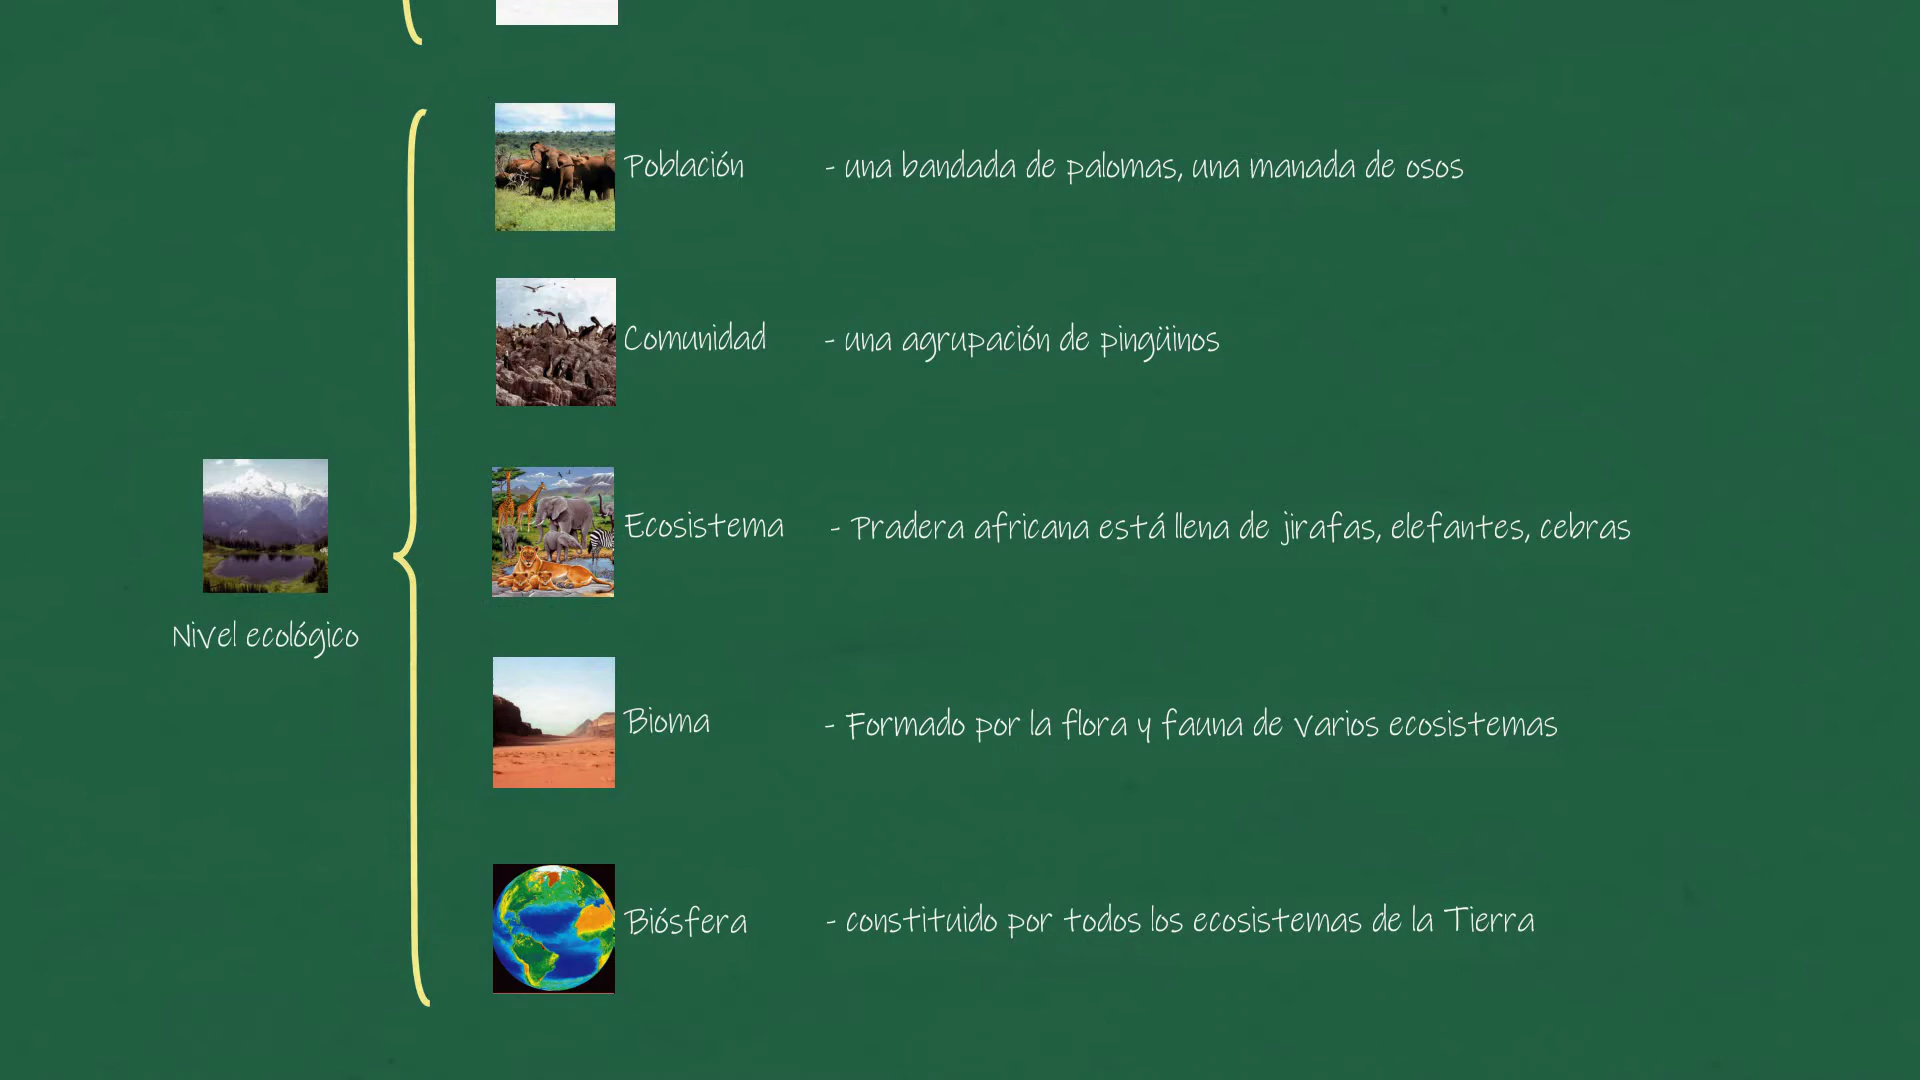 Población - una bandada de palomas, una manada de osos
Comunidad - una agrupación de pingüinos
Ecosistema - Pradera africana está llena de jirafas, elefantes, cebras
Nivel ecológico
Bioma - Formado por la flora y fauna de varios ecosistemas
Biósfera - constituido por todos los ecosistemas de la Tierra